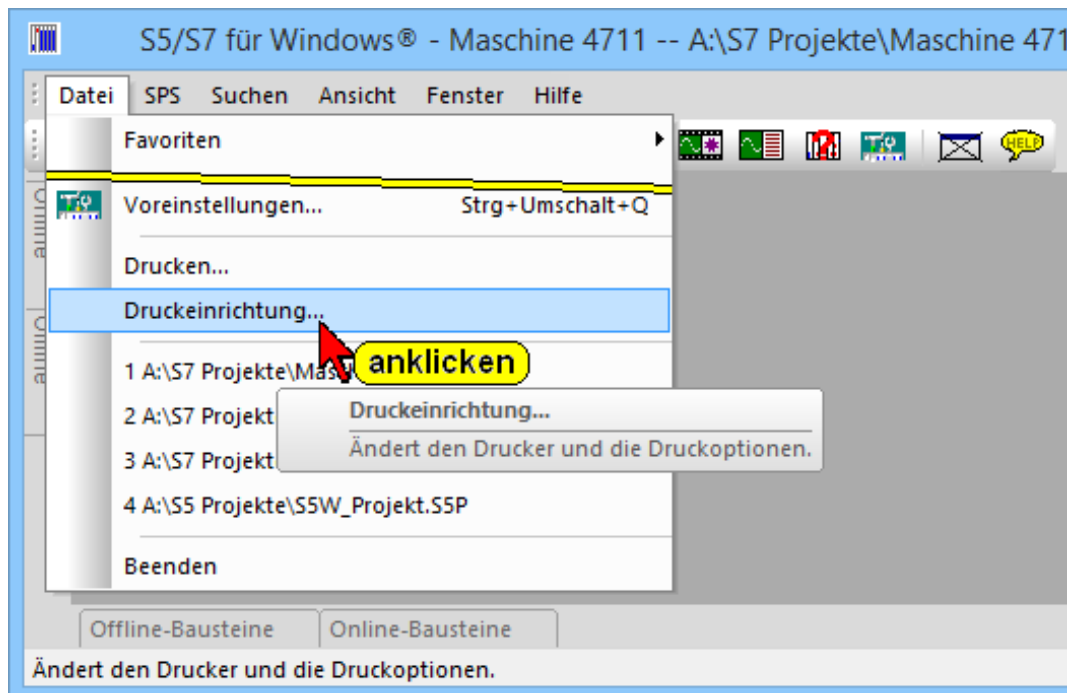 S5/S7 für Windows® - Maschine 4711 -- A:\S7 Projekte\Maschine 471
Datei SPS Suchen Ansicht Fenster Hilfe
Favoriten
HELP
Voreinstellungen... Strg+Umschalt+Q
Drucken...
Druckeinrichtung...
anklicken
1 A:\S7 Projekte\Masc
Druckeinrichtung...
2 A:\S7 Projekt
Ändert den Drucker und die Druckoptionen.
3 A:\S7 Projekt
4 A:\S5 Projekte\S5W_Projekt.S5P
Beenden
Offline-Bausteine Online-Bausteine
Ändert den Drucker und die Druckoptionen.